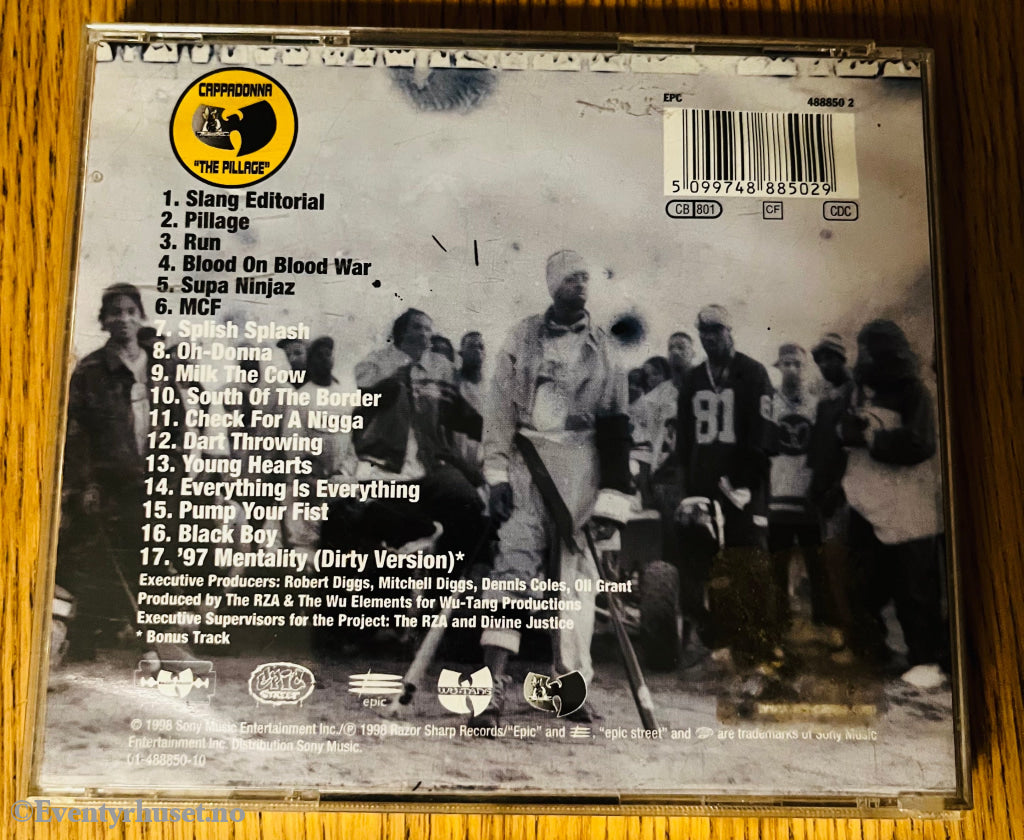 CAPPADONNA
"THE PILLAGE"
EPC 488850 2
5 099748 885029
CB 801 CF CDC
1. Slang Editorial
2. Pillage
3. Run
4. Blood On Blood War
5. Supa Ninjaz
6. MCF
7. Splish Splash
8. Oh-Donna
9. Milk The Cow
10. South Of The Border
11. Check For A Nigga
12. Dart Throwing
13. Young Hearts
14. Everything Is Everything
15. Pump Your Fist
16. Black Boy
17. '97 Mentality (Dirty Version)*
Executive Producers: Robert Diggs, Mitchell Diggs, Dennis Coles, Oli Grant
Produced by The RZA & The Wu Elements for Wu-Tang Productions
Executive Supervisors for the Project: The RZA and Divine Justice
* Bonus Track
81
EPIC STREET
epic
WU-TANG
© 1998 Sony Music Entertainment Inc./℗ 1998 Razor Sharp Records/"Epic" and , "epic street" and are trademarks of Sony Music
Entertainment Inc. Distribution Sony Music.
01-488850-10
©Eventyrhuset.no